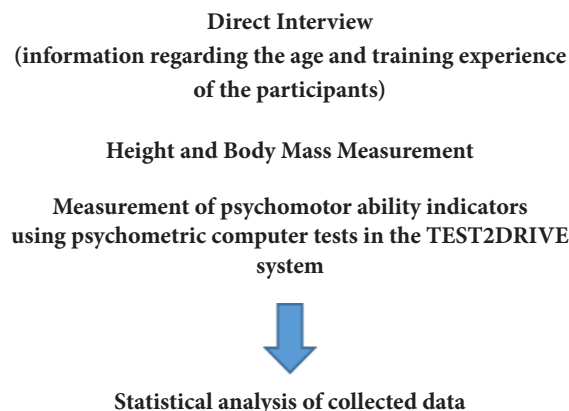 Direct Interview
(information regarding the age and training experience
of the participants)
Height and Body Mass Measurement
Measurement of psychomotor ability indicators
using psychometric computer tests in the TEST2DRIVE
system
Statistical analysis of collected data